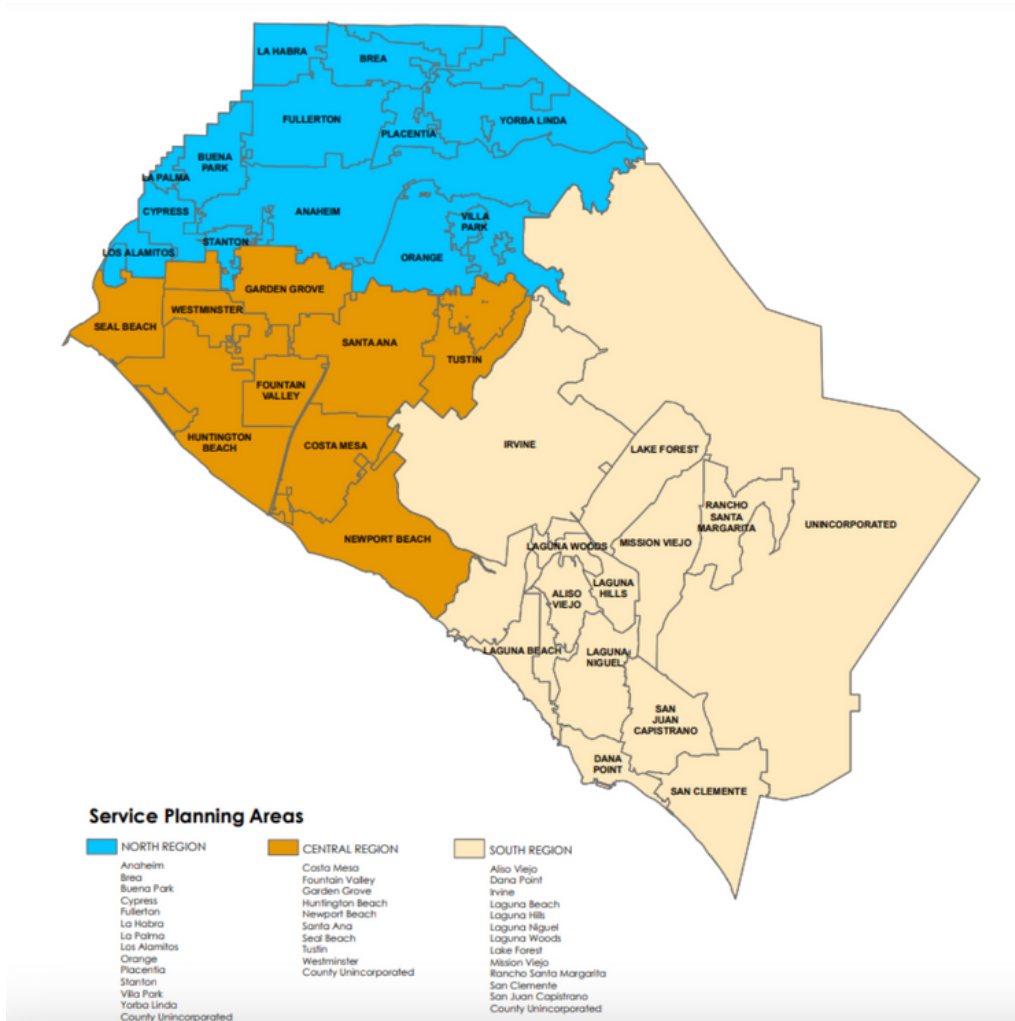 LA HABRA
BREA
FULLERTON
PLACENTIA
YORBA LINDA
BUENA
PARK
LA PALMA
CYPRESS
ANAHEIM
VILLA
PARK
STANTON
LOS ALAMITOS
ORANGE
GARDEN GROVE
WESTMINSTER
SEAL BEACH
SANTA ANA
TUSTIN
FOUNTAIN
VALLEY
HUNTINGTON
BEACH
COSTA MESA
IRVINE
LAKE FOREST
RANCHO
SANTA
MARGARITA
UNINCORPORATED
NEWPORT BEACH
LAGUNA WOODS
MISSION VIEJO
LAGUNA
HILLS
ALISO
VIEJO
LAGUNA BEACH
LAGUNA
NIGUEL
SAN
JUAN
CAPISTRANO
DANA
POINT
SAN CLEMENTE
Service Planning Areas
NORTH REGION
Anaheim
Brea
Buena Park
Cypress
Fullerton
La Habra
La Palma
Los Alamitos
Orange
Placentia
Stanton
Villa Park
Yorba Linda
County Unincorporated
CENTRAL REGION
Costa Mesa
Fountain Valley
Garden Grove
Huntington Beach
Newport Beach
Santa Ana
Seal Beach
Tustin
Westminster
County Unincorporated
SOUTH REGION
Aliso Viejo
Dana Point
Irvine
Laguna Beach
Laguna Hills
Laguna Niguel
Laguna Woods
Lake Forest
Mission Viejo
Rancho Santa Margarita
San Clemente
San Juan Capistrano
County Unincorporated